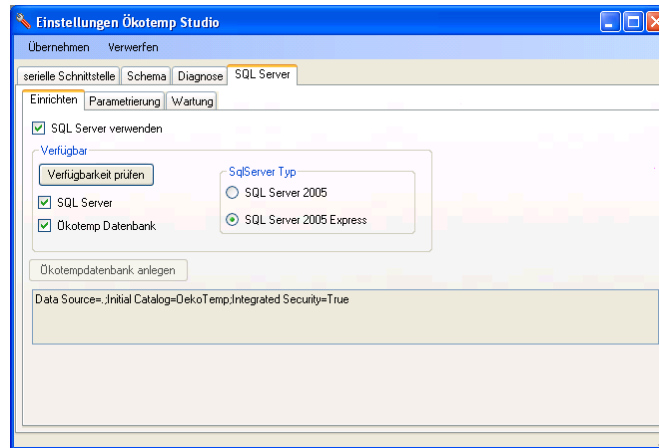 Einstellungen Ökotemp Studio
Übernehmen Verwerfen
serielle Schnittstelle Schema Diagnose SQL Server
Einrichten Parametrierung Wartung
SQL Server verwenden
Verfügbar
Verfügbarkeit prüfen
SQL Server
Ökotemp Datenbank
SqlServer Typ
SQL Server 2005
SQL Server 2005 Express
Ökotempdatenbank anlegen
Data Source=.;Initial Catalog=OekoTemp;Integrated Security=True